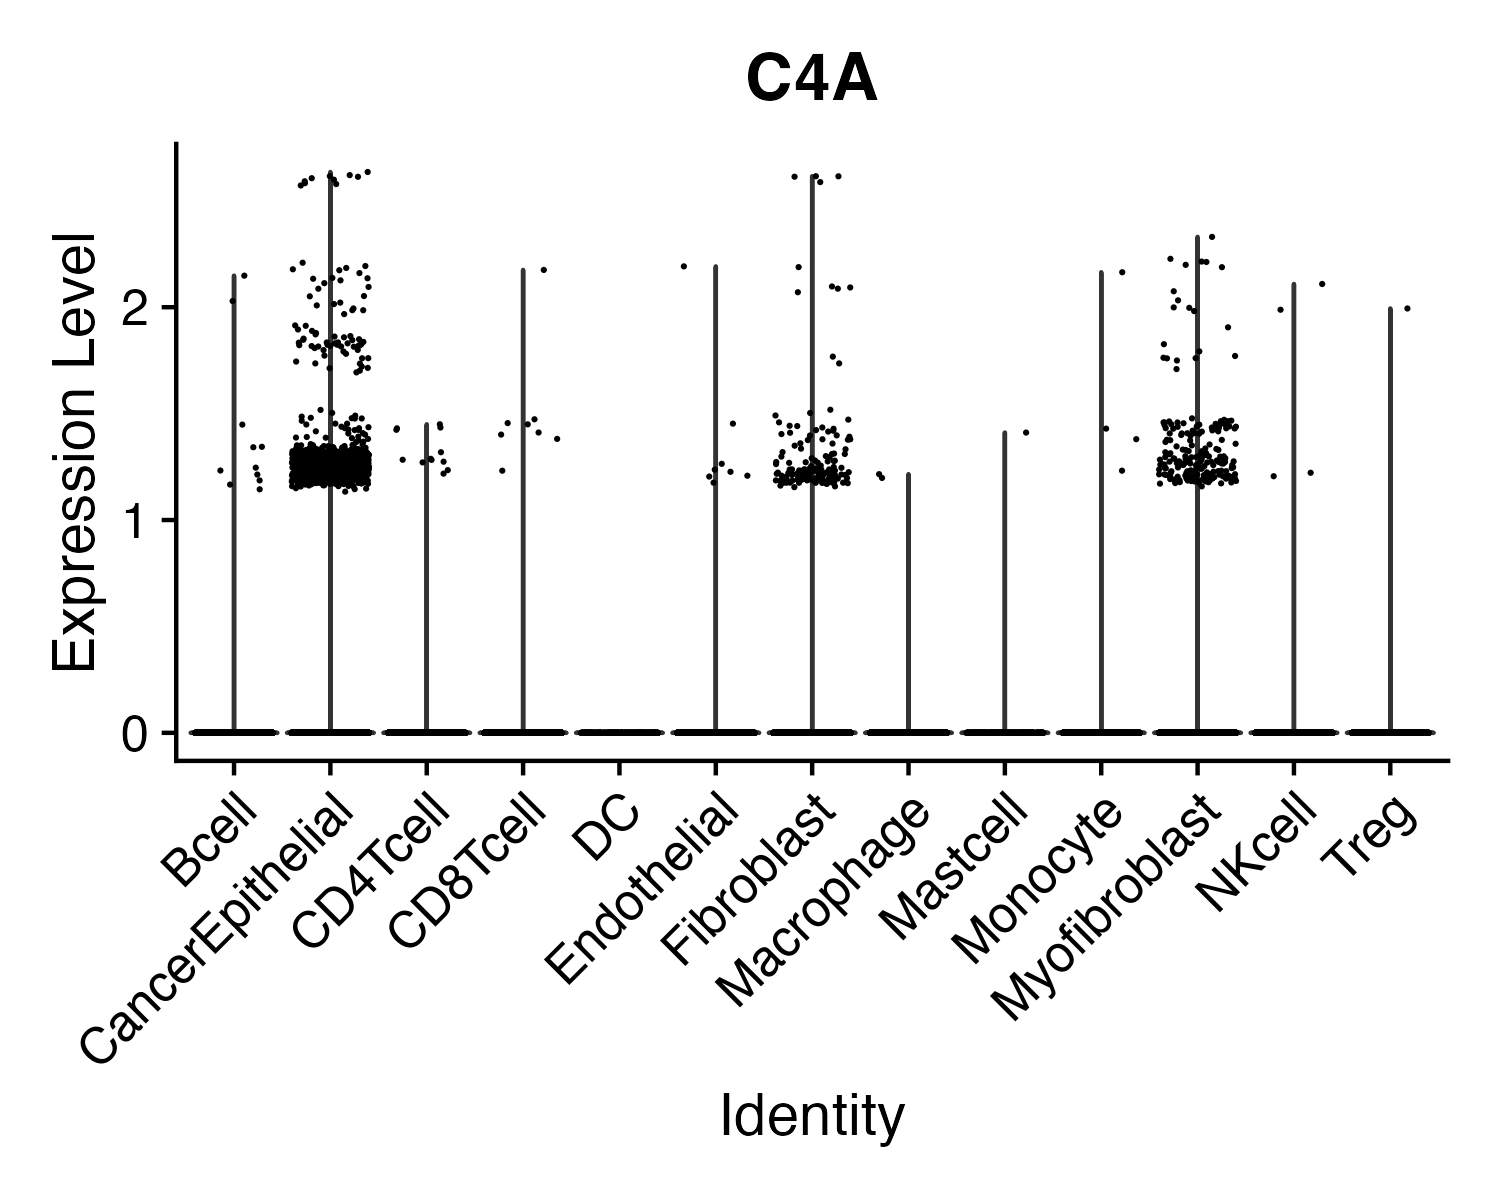 C4A
Expression Level
2
1
0
Bcell
CancerEpithelial
CD4Tcell
CD8Tcell
DC
Endothelial
Fibroblast
Macrophage
Mastcell
Monocyte
Myofibroblast
NKcell
Treg
Identity